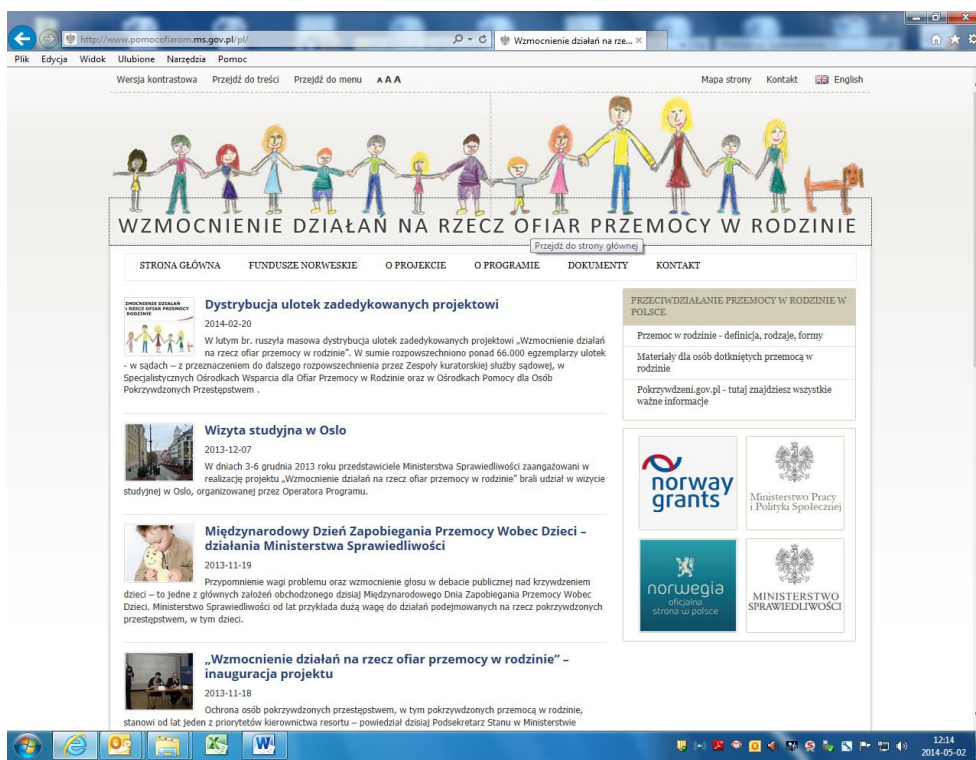 http://www.pomocofiarom.ms.gov.pl/pl/
Wzmocnienie działań na rze...
Plik Edycja Widok Ulubione Narzędzia Pomoc
Wersja kontrastowa Przejdź do treści Przejdź do menu A A A
Mapa strony Kontakt English
WZMOCNIENIE DZIAŁAŃ NA RZECZ OFIAR PRZEMOCY W RODZINIE
Przejdź do strony głównej
STRONA GŁÓWNA FUNDUSZE NORWESKIE O PROJEKCIE O PROGRAMIE DOKUMENTY KONTAKT
Dystrybucja ulotek zadedykowanych projektowi
2014-02-20
W lutym br. ruszyła masowa dystrybucja ulotek zadedykowanych projektowi „Wzmocnienie działań
na rzecz ofiar przemocy w rodzinie”. W sumie rozpowszechniono ponad 66.000 egzemplarzy ulotek
- w sądach – z przeznaczeniem do dalszego rozpowszechnienia przez Zespoły kuratorskiej służby sądowej, w
Specjalistycznych Ośrodkach Wsparcia dla Ofiar Przemocy w Rodzinie oraz w Ośrodkach Pomocy dla Osób
Pokrzywdzonych Przestępstwem .
Wizyta studyjna w Oslo
2013-12-07
W dniach 3-6 grudnia 2013 roku przedstawiciele Ministerstwa Sprawiedliwości zaangażowani w
realizację projektu „Wzmocnienie działań na rzecz ofiar przemocy w rodzinie” brali udział w wizycie
studyjnej w Oslo, organizowanej przez Operatora Programu.
Międzynarodowy Dzień Zapobiegania Przemocy Wobec Dzieci –
działania Ministerstwa Sprawiedliwości
2013-11-19
Przypomnienie wagi problemu oraz wzmocnienie głosu w debacie publicznej nad krzywdzeniem
dzieci – to jedne z głównych założeń obchodzonego dzisiaj Międzynarodowego Dnia Zapobiegania Przemocy Wobec
Dzieci. Ministerstwo Sprawiedliwości od lat przykłada dużą wagę do działań podejmowanych na rzecz pokrzywdzonych
przestępstwem, w tym dzieci.
„Wzmocnienie działań na rzecz ofiar przemocy w rodzinie” –
inauguracja projektu
2013-11-18
Ochrona osób pokrzywdzonych przestępstwem, w tym pokrzywdzonych przemocą w rodzinie,
stanowi od lat jeden z priorytetów kierownictwa resortu – powiedział dzisiaj Podsekretarz Stanu w Ministerstwie
PRZECIWDZIAŁANIE PRZEMOCY W RODZINIE W
POLSCE
Przemoc w rodzinie - definicja, rodzaje, formy
Materiały dla osób dotkniętych przemocą w
rodzinie
Pokrzywdzeni.gov.pl - tutaj znajdziesz wszystkie
ważne informacje
norway
grants
Ministerstwo Pracy
i Polityki Społecznej
norwegia
oficjalna
strona w polsce
MINISTERSTWO
SPRAWIEDLIWOŚCI
12:14
2014-05-02